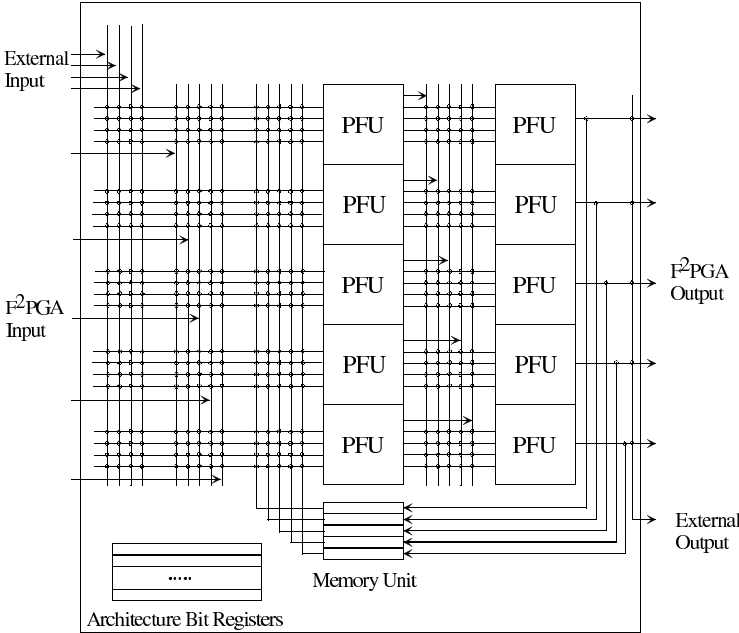 External
Input
PFU PFU
PFU PFU
F²PGA
Input
PFU PFU
F²PGA
Output
PFU PFU
PFU PFU
External
Output
.....
Memory Unit
Architecture Bit Registers